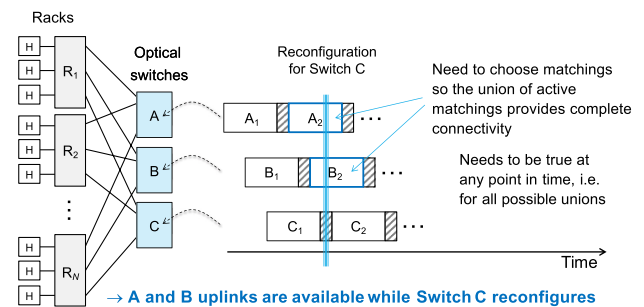 Racks
Optical
switches
Reconfiguration
for Switch C
H
H
H
R1
H
H
H
R2
H
H
H
RN
A
B
C
A1
A2
B1
B2
C1
C2
Need to choose matchings
so the union of active
matchings provides complete
connectivity
Needs to be true at
any point in time, i.e.
for all possible unions
Time
→ A and B uplinks are available while Switch C reconfigures